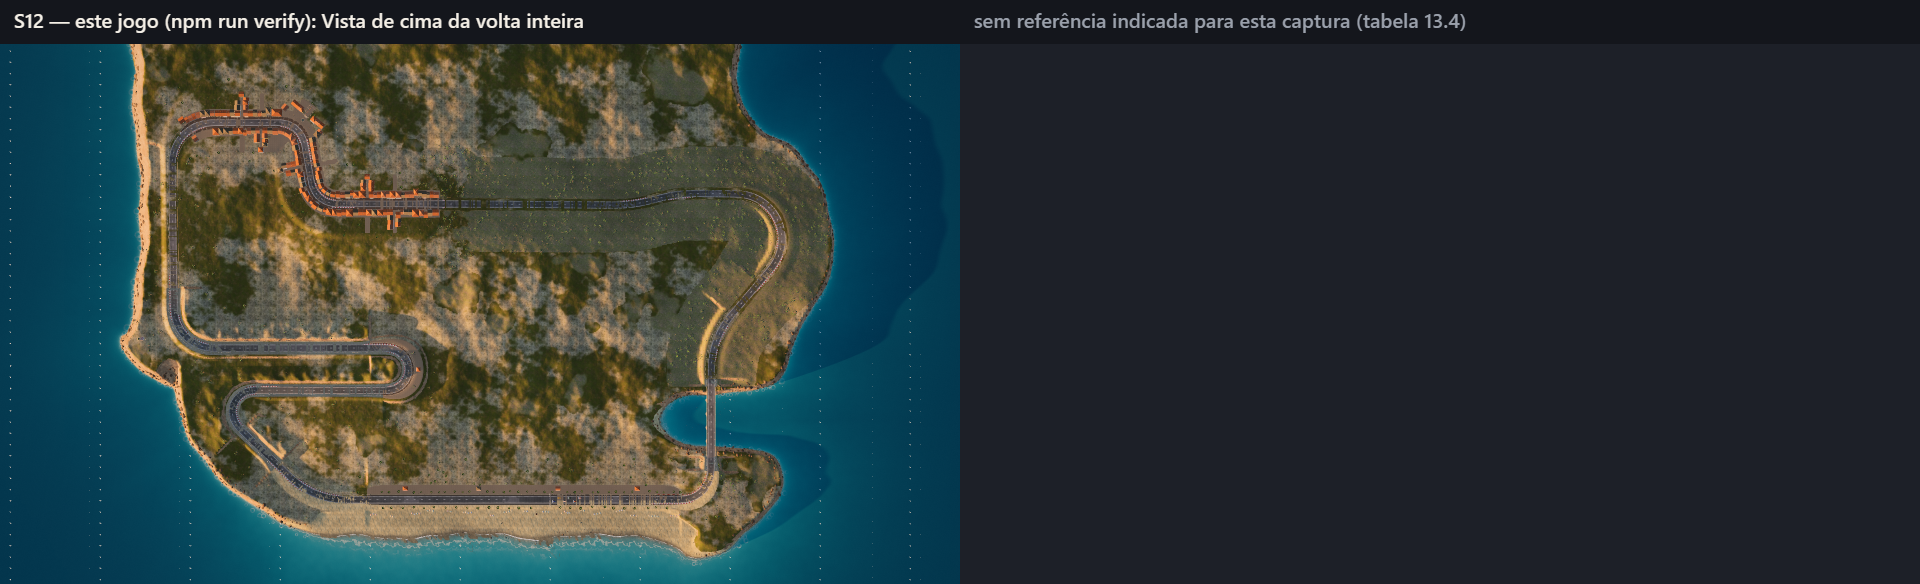 S12 — este jogo (npm run verify): Vista de cima da volta inteira
sem referência indicada para esta captura (tabela 13.4)